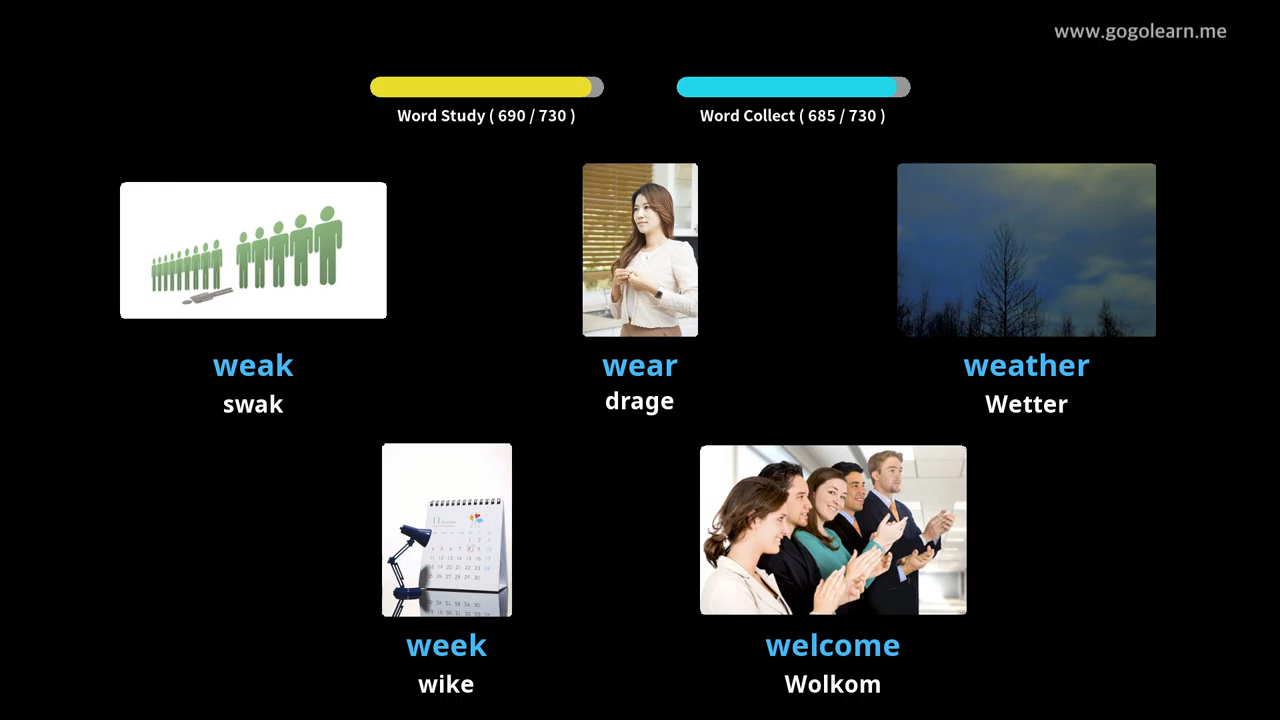 www.gogolearn.me
Word Study ( 690 / 730 )
Word Collect ( 685 / 730 )
weak
swak
wear
drage
weather
Wetter
week
wike
welcome
Wolkom